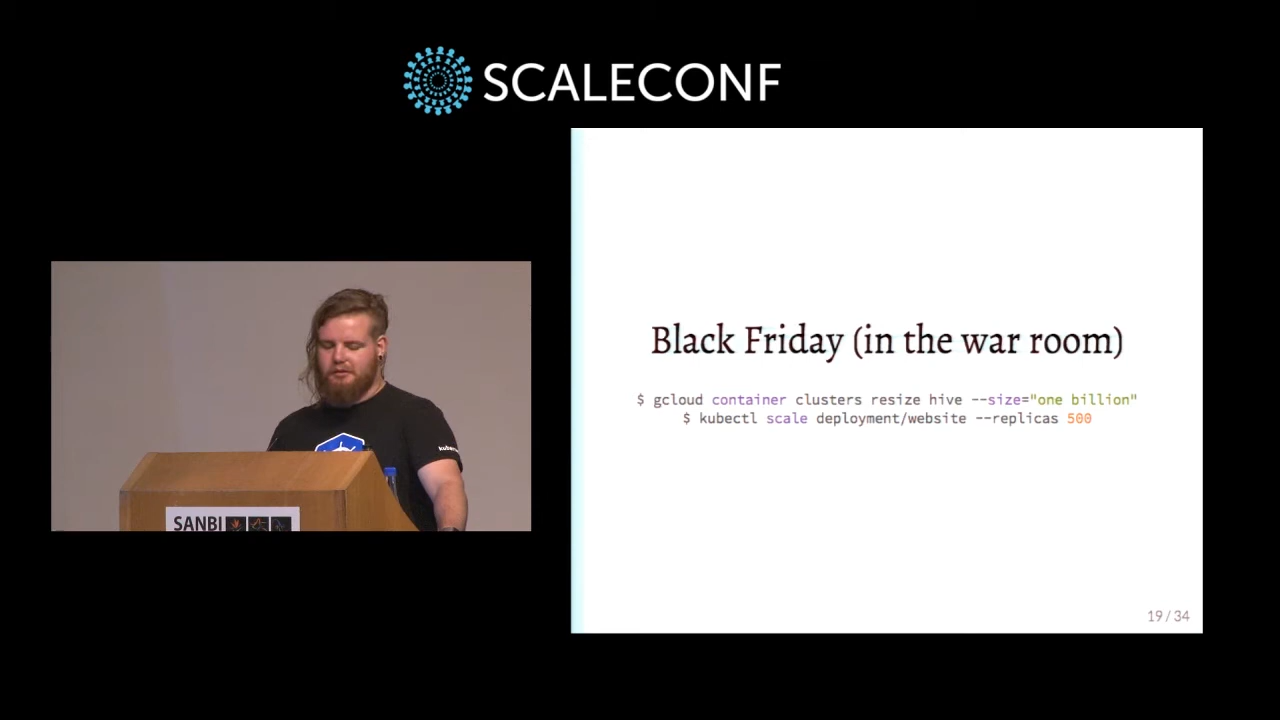 SCALECONF
Black Friday (in the war room)
$ gcloud container clusters resize hive --size="one billion"
$ kubectl scale deployment/website --replicas 500
SANBI
19 / 34